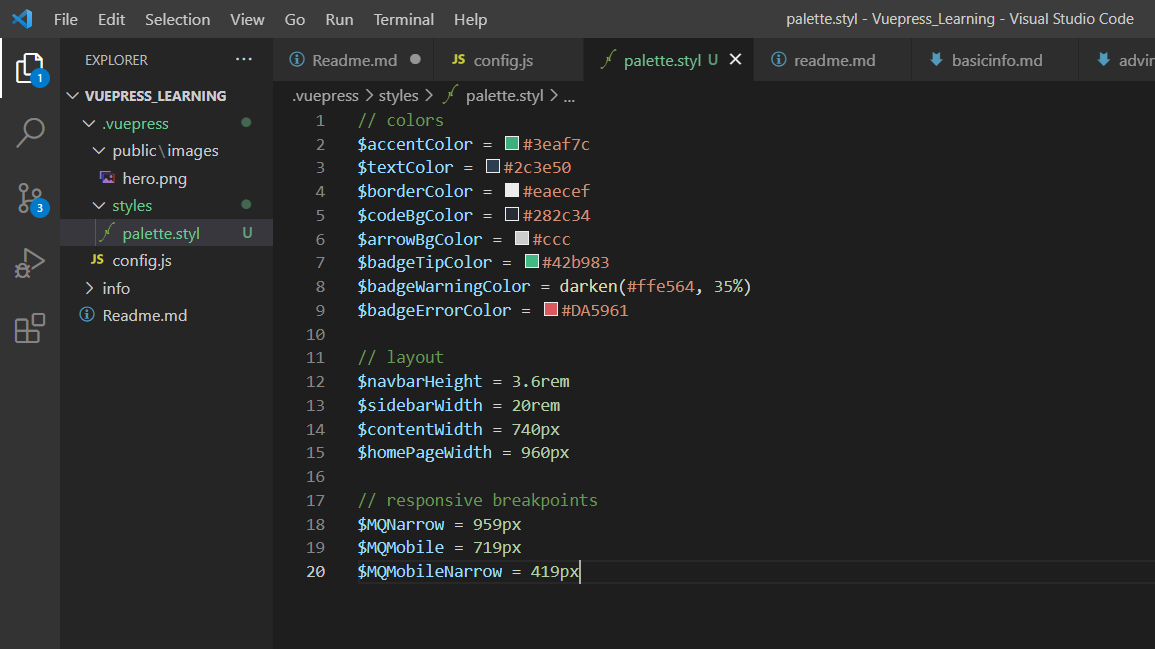 File Edit Selection View Go Run Terminal Help palette.styl - Vuepress_Learning - Visual Studio Code
EXPLORER ...
Readme.md JS config.js palette.styl U readme.md basicinfo.md advin
1
3
VUEPRESS_LEARNING
.vuepress
public\images
hero.png
styles
palette.styl U
JS config.js
info
Readme.md
.vuepress > styles > palette.styl > ...
1 // colors
2 $accentColor = #3eaf7c
3 $textColor = #2c3e50
4 $borderColor = #eaecef
5 $codeBgColor = #282c34
6 $arrowBgColor = #ccc
7 $badgeTipColor = #42b983
8 $badgeWarningColor = darken(#ffe564, 35%)
9 $badgeErrorColor = #DA5961
10
11 // layout
12 $navbarHeight = 3.6rem
13 $sidebarWidth = 20rem
14 $contentWidth = 740px
15 $homePageWidth = 960px
16
17 // responsive breakpoints
18 $MQNarrow = 959px
19 $MQMobile = 719px
20 $MQMobileNarrow = 419px